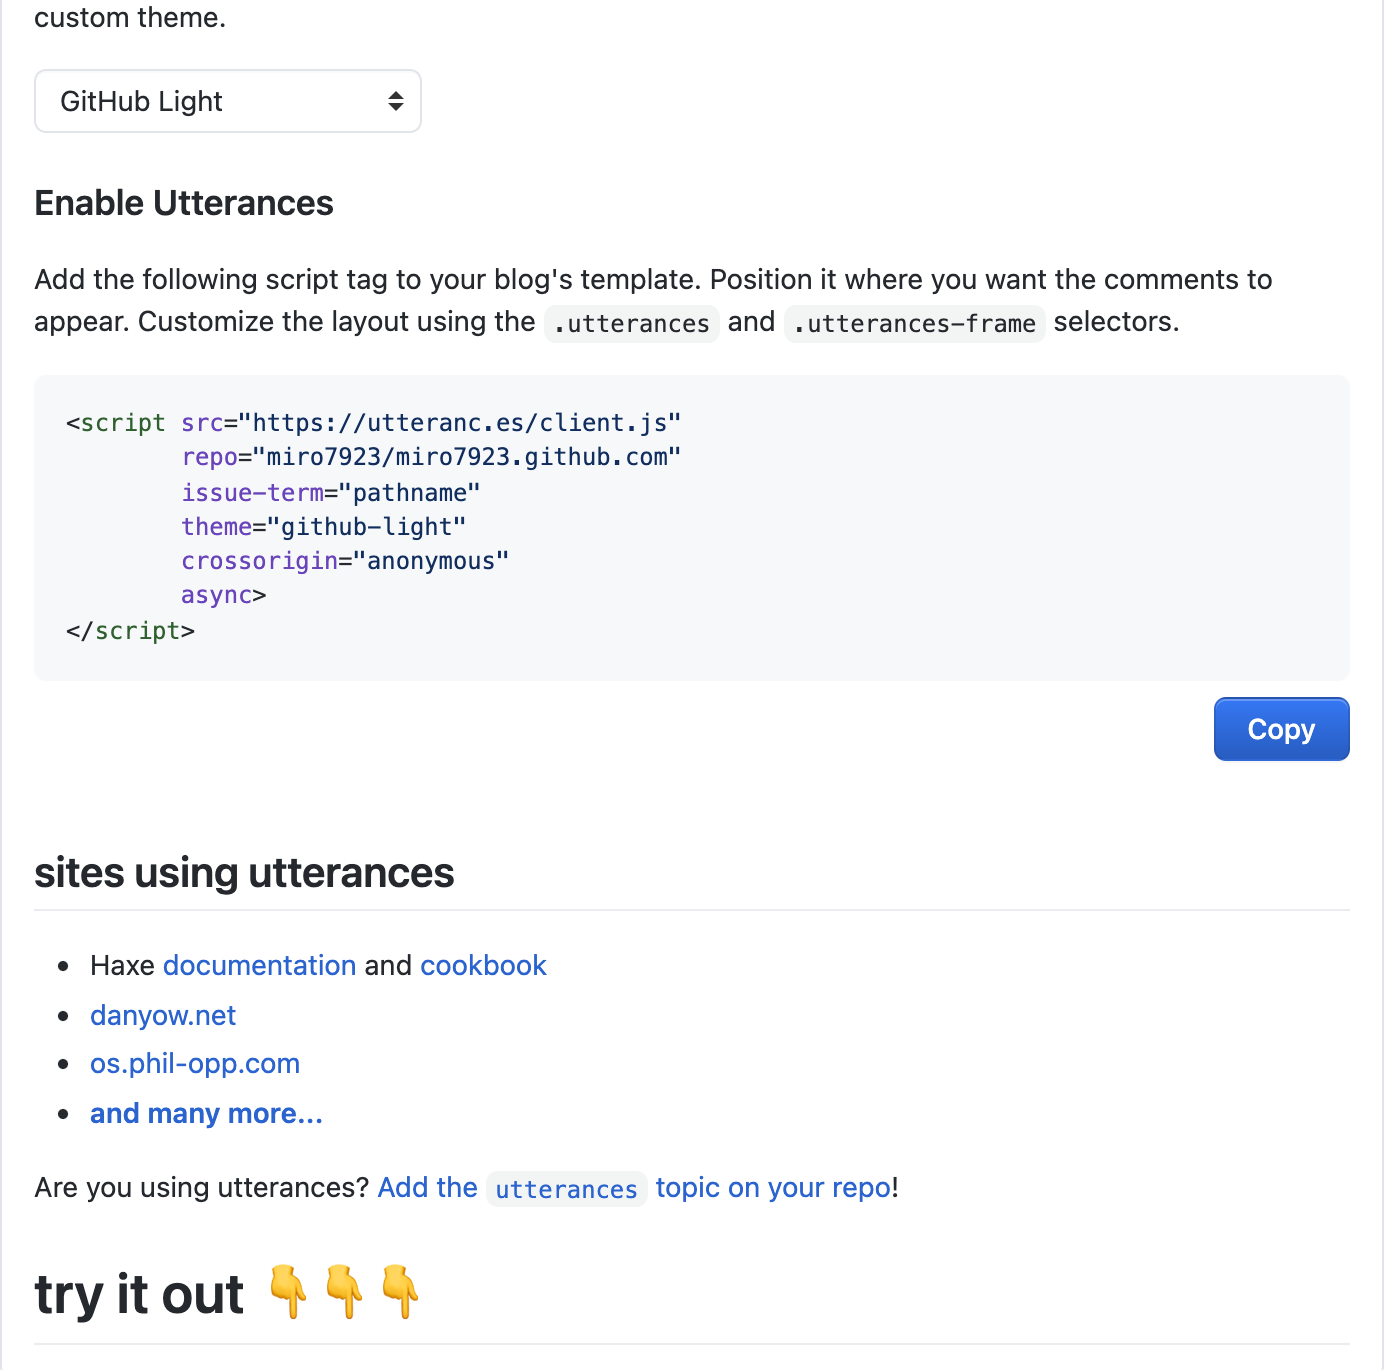 custom theme.
GitHub Light
Enable Utterances
Add the following script tag to your blog's template. Position it where you want the comments to
appear. Customize the layout using the .utterances and .utterances-frame selectors.
<script src="https://utteranc.es/client.js"
        repo="miro7923/miro7923.github.com"
        issue-term="pathname"
        theme="github-light"
        crossorigin="anonymous"
        async>
</script>
Copy
sites using utterances
• Haxe documentation and cookbook
• danyow.net
• os.phil-opp.com
• and many more...
Are you using utterances? Add the utterances topic on your repo!
try it out 👇👇👇